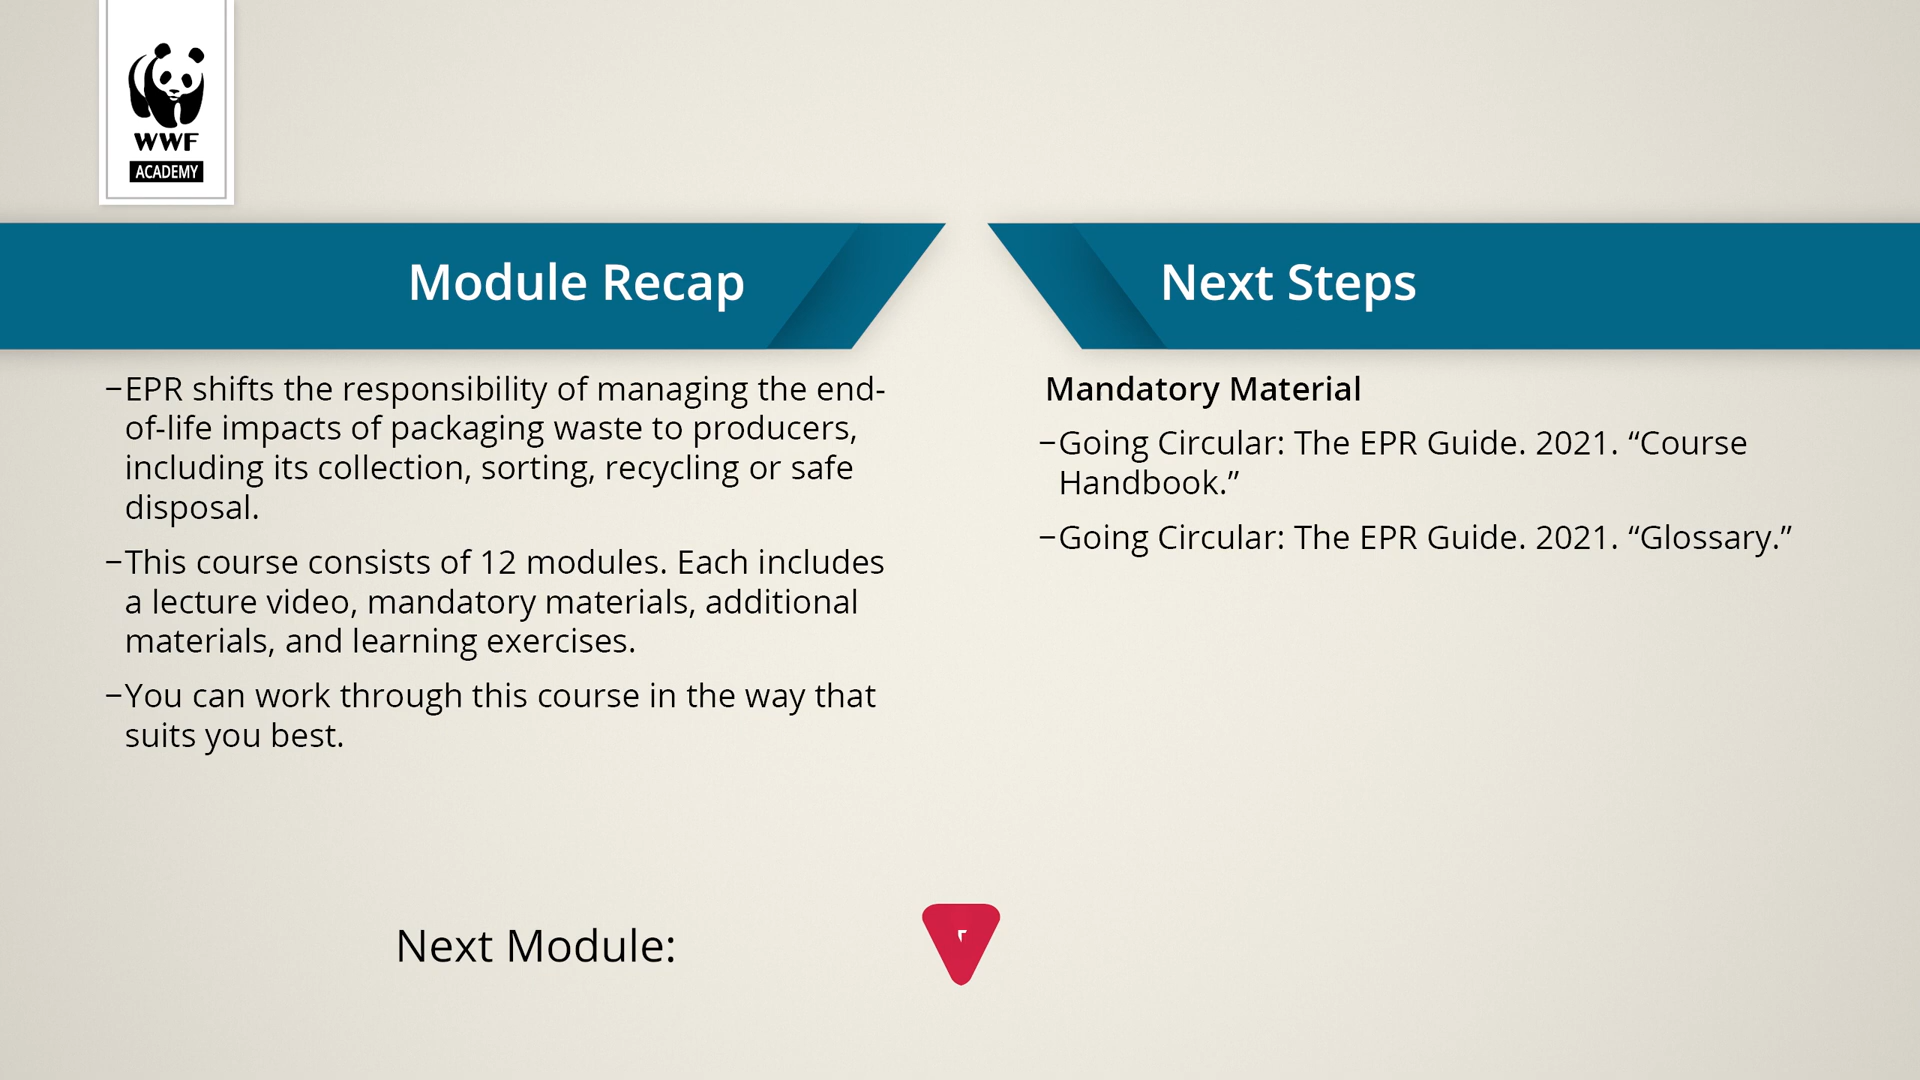 WWF
ACADEMY
Module Recap
−EPR shifts the responsibility of managing the end-
of-life impacts of packaging waste to producers,
including its collection, sorting, recycling or safe
disposal.
−This course consists of 12 modules. Each includes
a lecture video, mandatory materials, additional
materials, and learning exercises.
−You can work through this course in the way that
suits you best.
Next Steps
Mandatory Material
−Going Circular: The EPR Guide. 2021. “Course
Handbook.”
−Going Circular: The EPR Guide. 2021. “Glossary.”
Next Module: